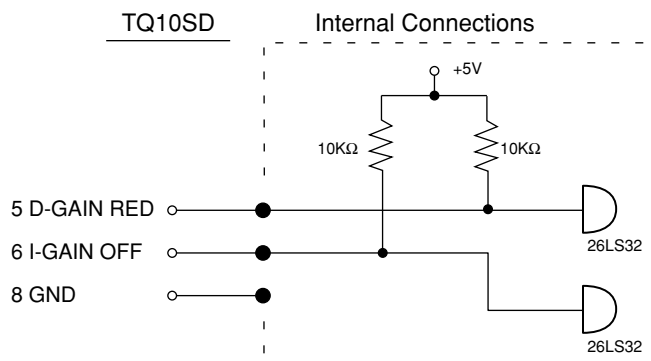 TQ10SD
Internal Connections
+5V
10KΩ
10KΩ
5 D-GAIN RED
26LS32
6 I-GAIN OFF
8 GND
26LS32